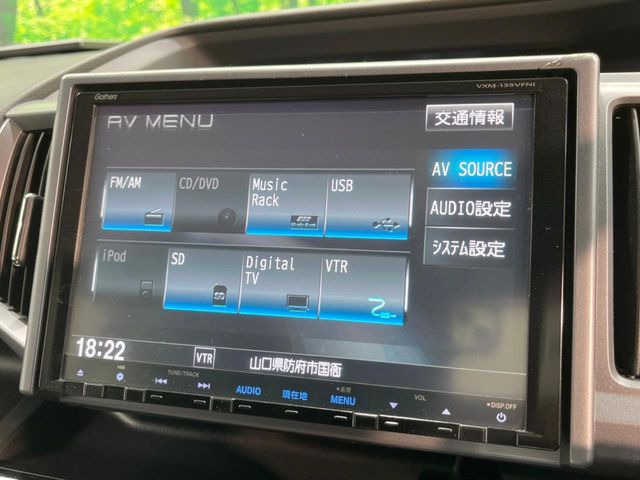 Gathers
VXM-135VFNi
AV MENU
交通情報
FM/AM
CD/DVD
Music Rack
USB
AV SOURCE
AUDIO設定
システム設定
iPod
SD
Digital TV
VTR
SD
18:22
VTR
山口県防府市国衙
TUNE/TRACK
AUDIO
現在地
MENU
VOL
DISP.OFF